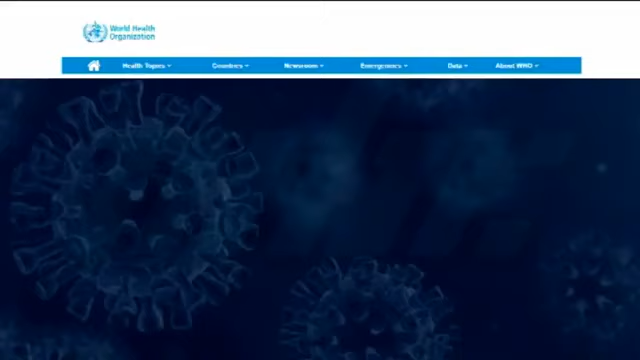 World Health
Organization
Health Topics
Countries
Newsroom
Emergencies
Data
About WHO